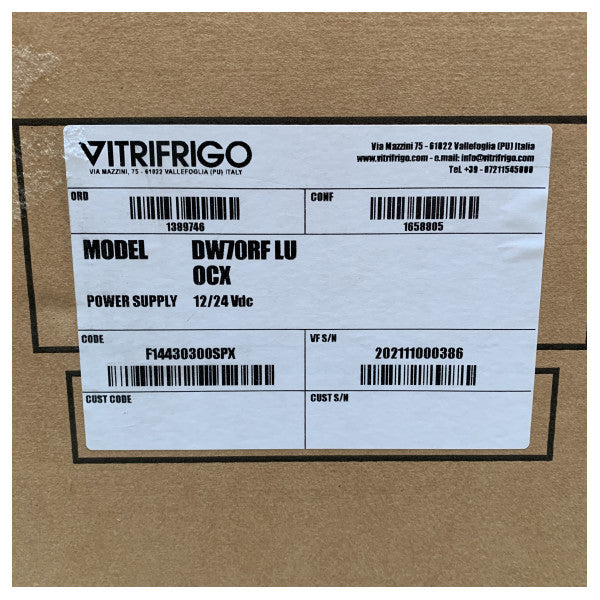 VITRIFRIGO
VIA MAZZINI, 75 - 61022 VALLEFOGLIA (PU) ITALY
Via Mazzini 75 - 61022 Vallefoglia (PU) Italia
www.vitrifrigo.com - e.mail: info@vitrifrigo.com
Tel. +39 - 07211545000
ORD
1389746
CONF
1658805
MODEL DW70RF LU
OCX
POWER SUPPLY 12/24 Vdc
CODE
F14430300SPX
VF S/N
202111000386
CUST CODE
CUST S/N